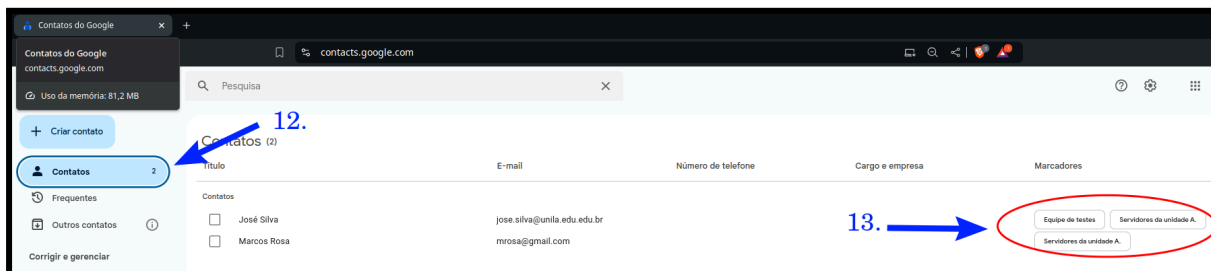 Contatos do Google × +
Contatos do Google
contacts.google.com
Uso da memória: 81,2 MB
contacts.google.com
Pesquisa
Criar contato
12.
Contatos (2)
Título E-mail Número de telefone Cargo e empresa Marcadores
Contatos 2
Frequentes
Outros contatos
Corrigir e gerenciar
Contatos
José Silva jose.silva@unila.edu.edu.br Equipe de testes Servidores da unidade A.
13.
Marcos Rosa mrosa@gmail.com Servidores da unidade A.